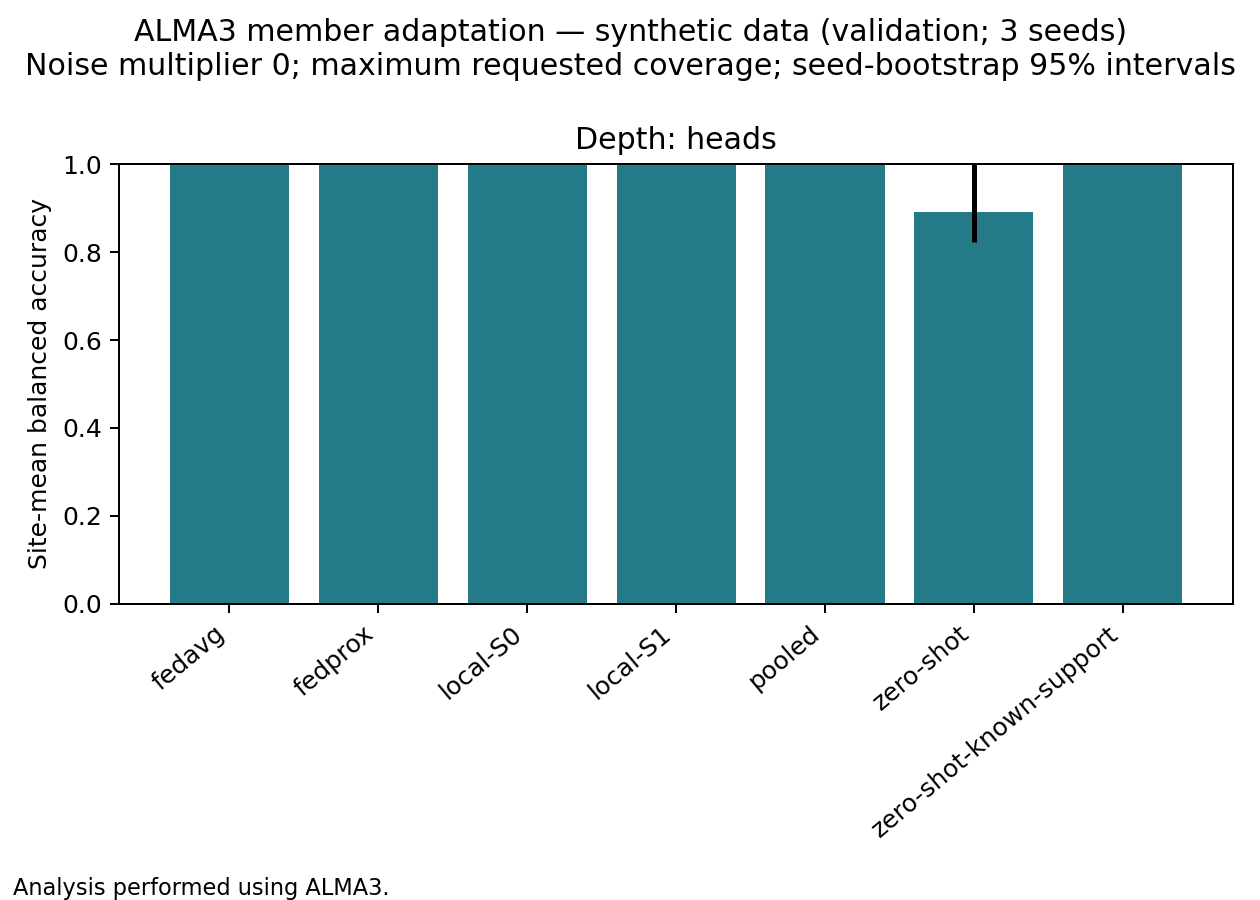 ALMA3 member adaptation — synthetic data (validation; 3 seeds)
Noise multiplier 0; maximum requested coverage; seed-bootstrap 95% intervals
Depth: heads
Site-mean balanced accuracy
1.0
0.8
0.6
0.4
0.2
0.0
fedavg
fedprox
local-S0
local-S1
pooled
zero-shot
zero-shot-known-support
Analysis performed using ALMA3.